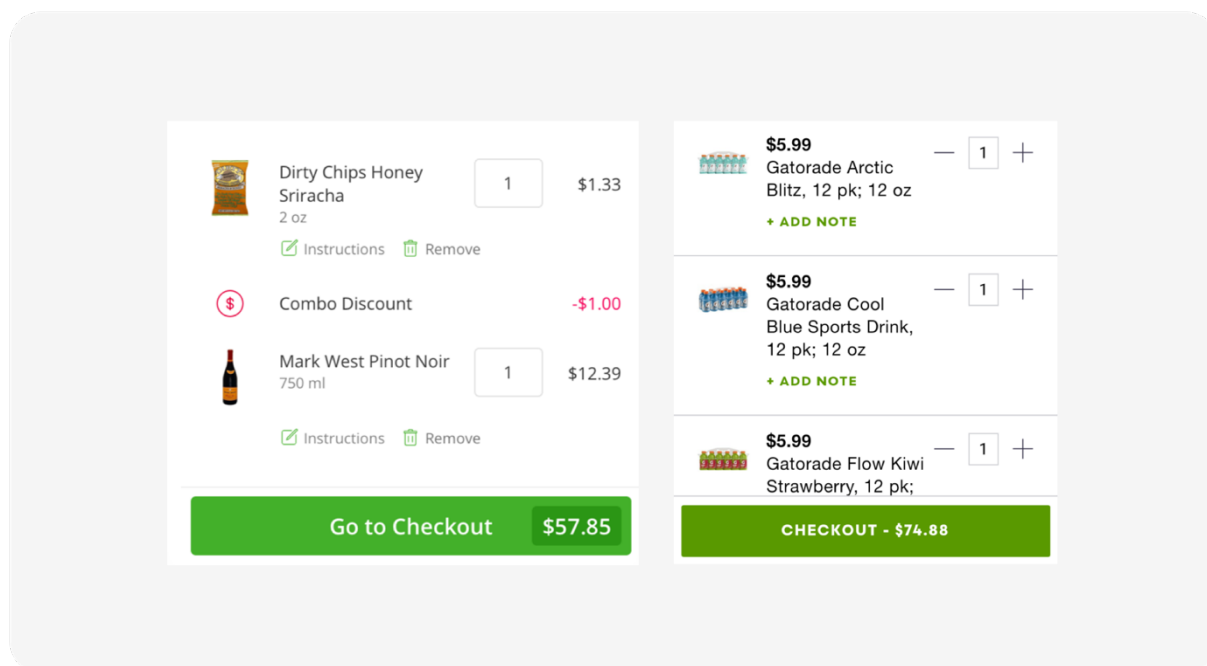 Dirty Chips Honey
Sriracha
2 oz
1
$1.33
Instructions
Remove
$
Combo Discount
-$1.00
Mark West Pinot Noir
750 ml
1
$12.39
Instructions
Remove
Go to Checkout
$57.85
$5.99
Gatorade Arctic
Blitz, 12 pk; 12 oz
+ ADD NOTE
— 1 +
$5.99
Gatorade Cool
Blue Sports Drink,
12 pk; 12 oz
+ ADD NOTE
— 1 +
$5.99
Gatorade Flow Kiwi
Strawberry, 12 pk;
— 1 +
CHECKOUT - $74.88